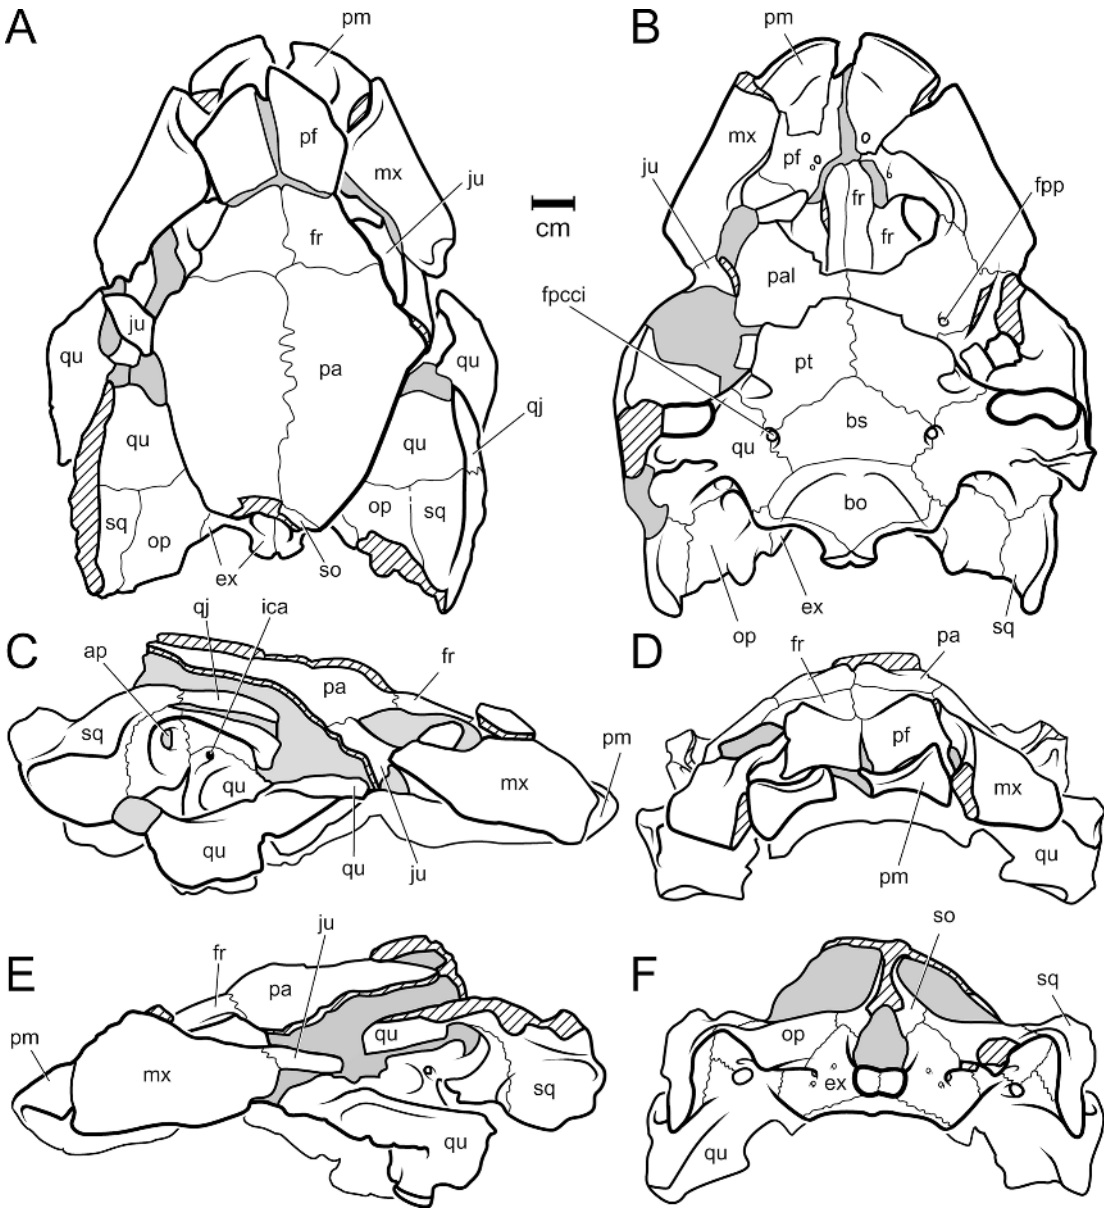 A
pm
pf
mx
ju
fr
ju
qu
pa
qu
qj
qu
qu
sq
op
op
sq
ex
so
cm
B
pm
mx
pf
ju
fr
fr
fpp
pal
fpcci
pt
bs
qu
bo
ex
op
sq
C
qj
ica
ap
fr
pa
sq
qu
mx
pm
qu
qu
ju
D
fr
pa
pf
mx
qu
pm
E
ju
fr
pa
pm
qu
mx
sq
qu
F
so
sq
op
ex
qu